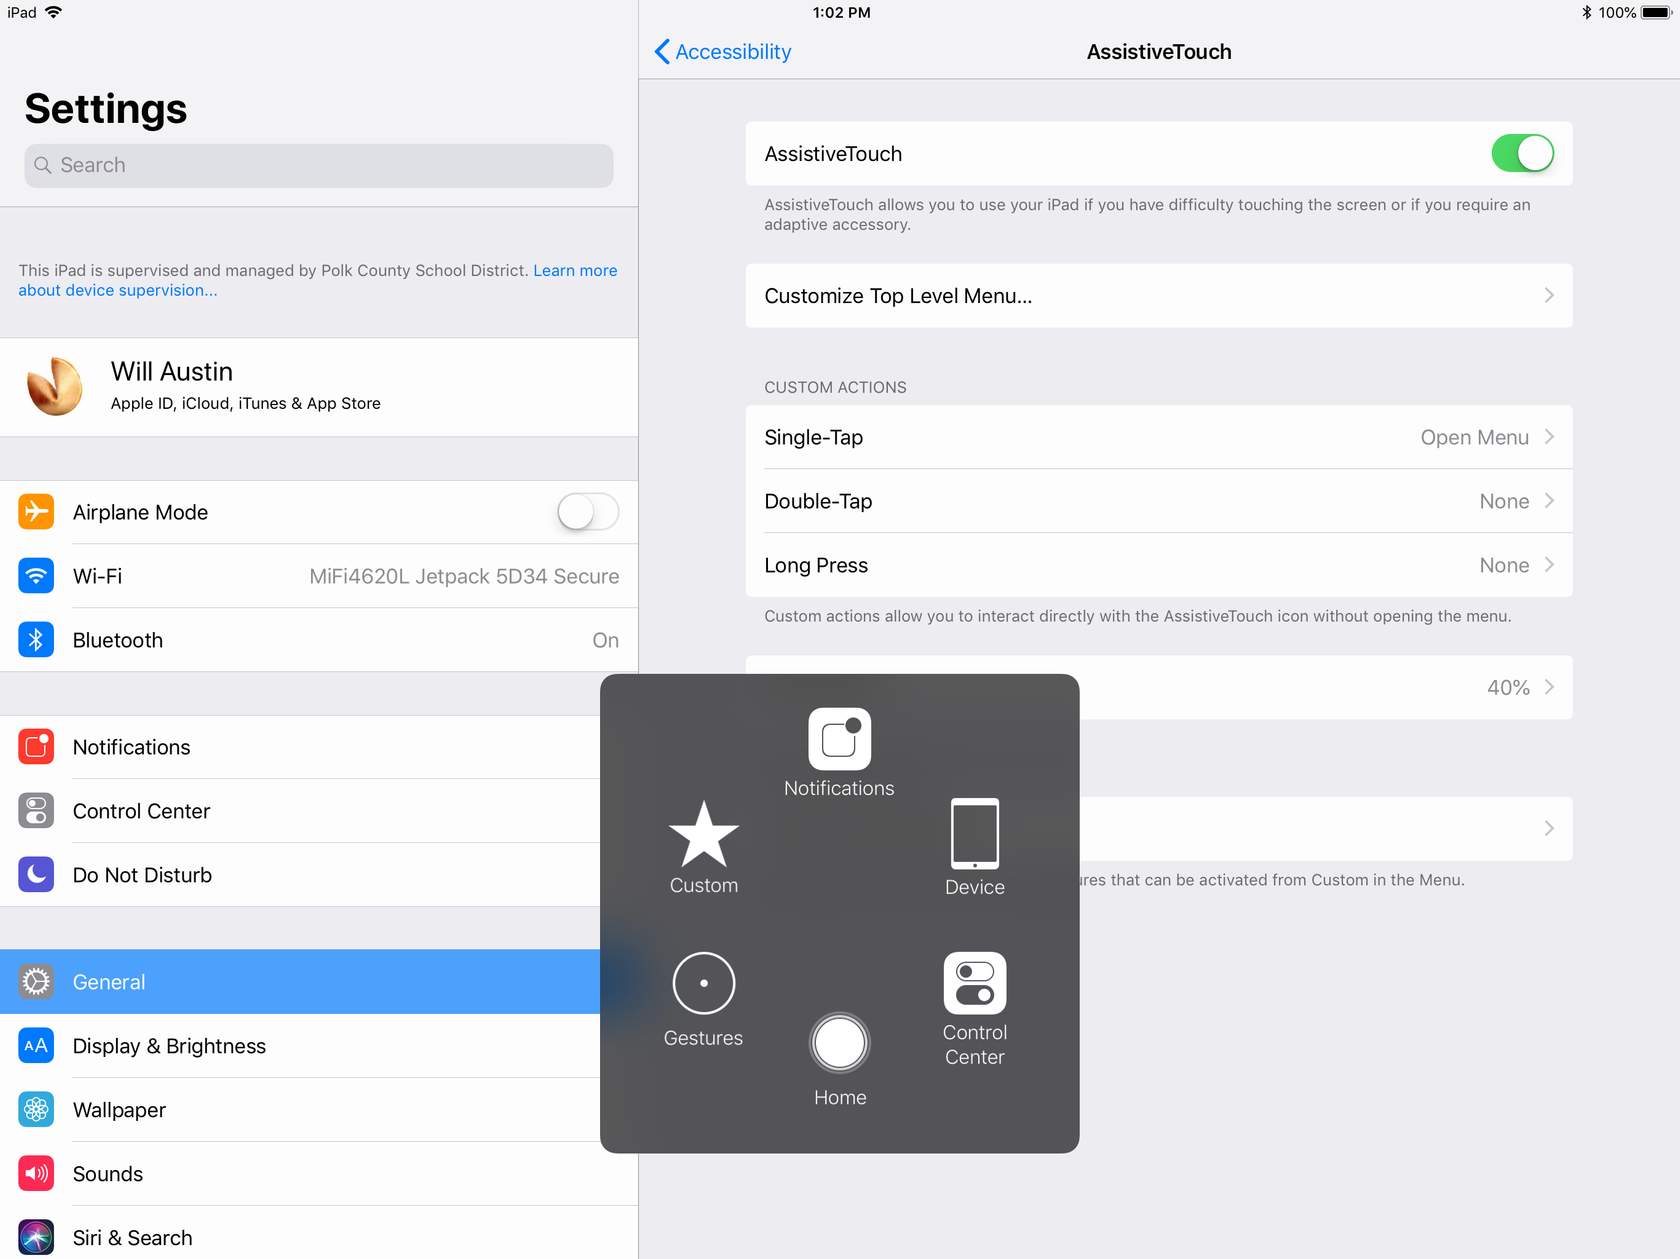 iPad
1:02 PM
100%
Settings
Search
This iPad is supervised and managed by Polk County School District. Learn more
about device supervision...
Will Austin
Apple ID, iCloud, iTunes & App Store
Airplane Mode
Wi-Fi MiFi4620L Jetpack 5D34 Secure
Bluetooth On
Notifications
Control Center
Do Not Disturb
General
AA Display & Brightness
Wallpaper
Sounds
Siri & Search
Accessibility
AssistiveTouch
AssistiveTouch
AssistiveTouch allows you to use your iPad if you have difficulty touching the screen or if you require an
adaptive accessory.
Customize Top Level Menu...
CUSTOM ACTIONS
Single-Tap Open Menu
Double-Tap None
Long Press None
Custom actions allow you to interact directly with the AssistiveTouch icon without opening the menu.
40%
that can be activated from Custom in the Menu.
Notifications
Custom
Device
Gestures
Control
Center
Home